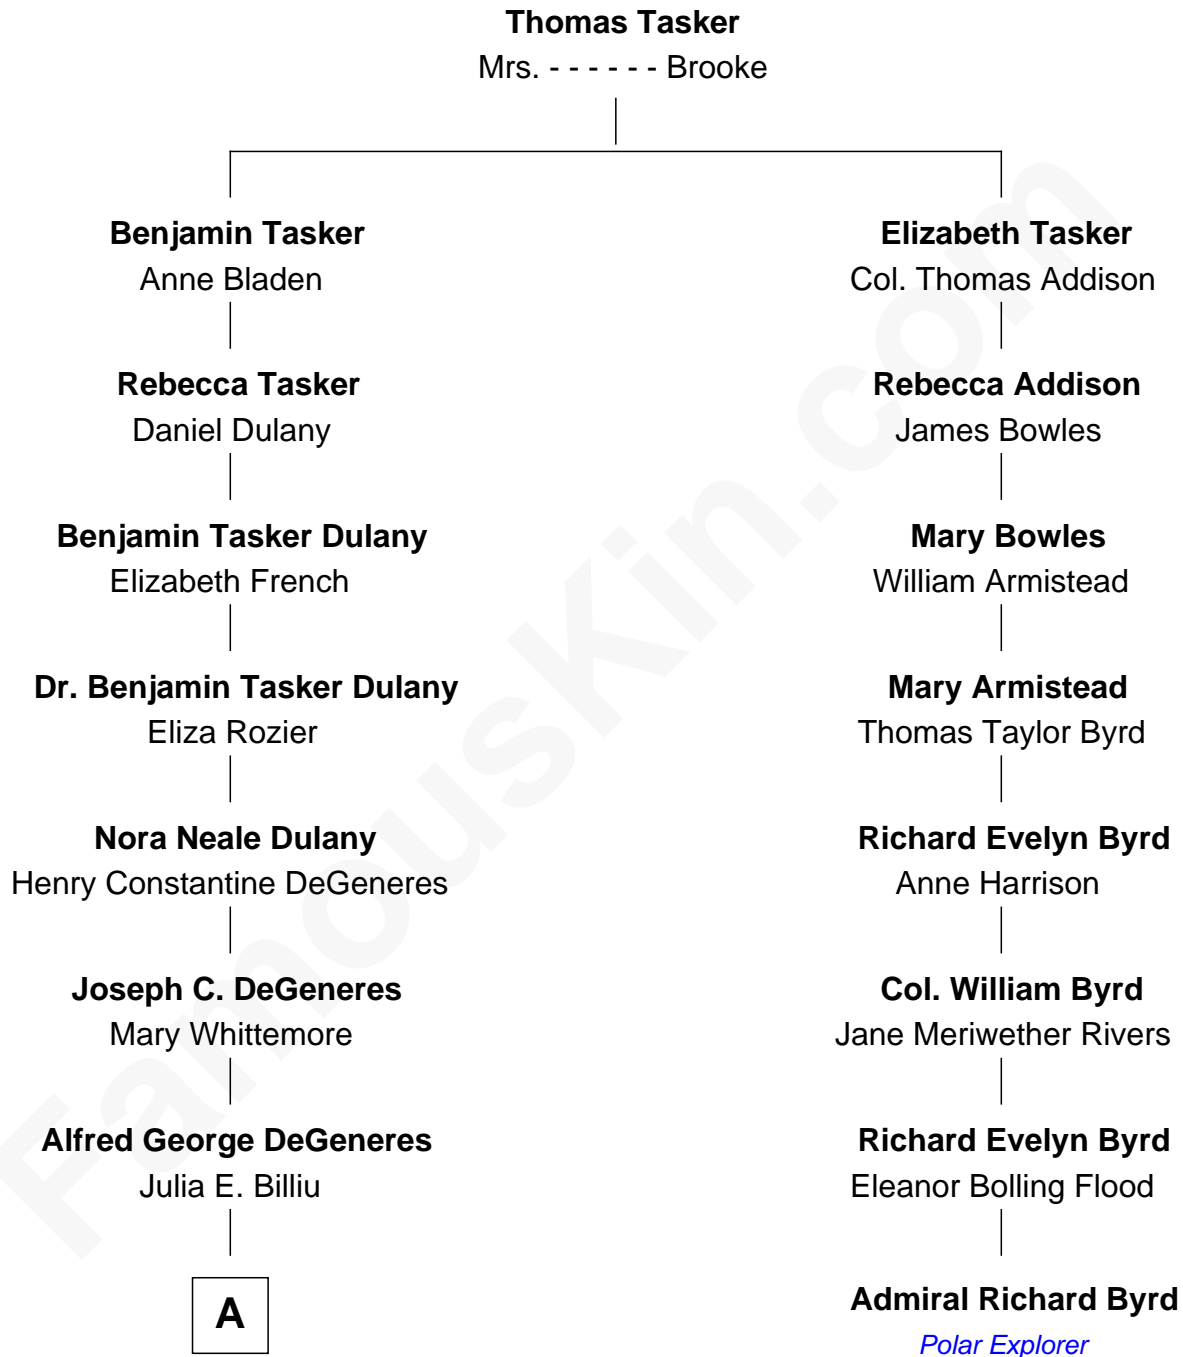 Thomas Tasker
Mrs. - - - - - - Brooke
Benjamin Tasker
Anne Bladen
Elizabeth Tasker
Col. Thomas Addison
Rebecca Tasker
Daniel Dulany
Rebecca Addison
James Bowles
Benjamin Tasker Dulany
Elizabeth French
Mary Bowles
William Armistead
Dr. Benjamin Tasker Dulany
Eliza Rozier
Mary Armistead
Thomas Taylor Byrd
Nora Neale Dulany
Henry Constantine DeGeneres
Richard Evelyn Byrd
Anne Harrison
Joseph C. DeGeneres
Mary Whittemore
Col. William Byrd
Jane Meriwether Rivers
Alfred George DeGeneres
Julia E. Billiu
Richard Evelyn Byrd
Eleanor Bolling Flood
A
Admiral Richard Byrd
Polar Explorer
FamousKin.com